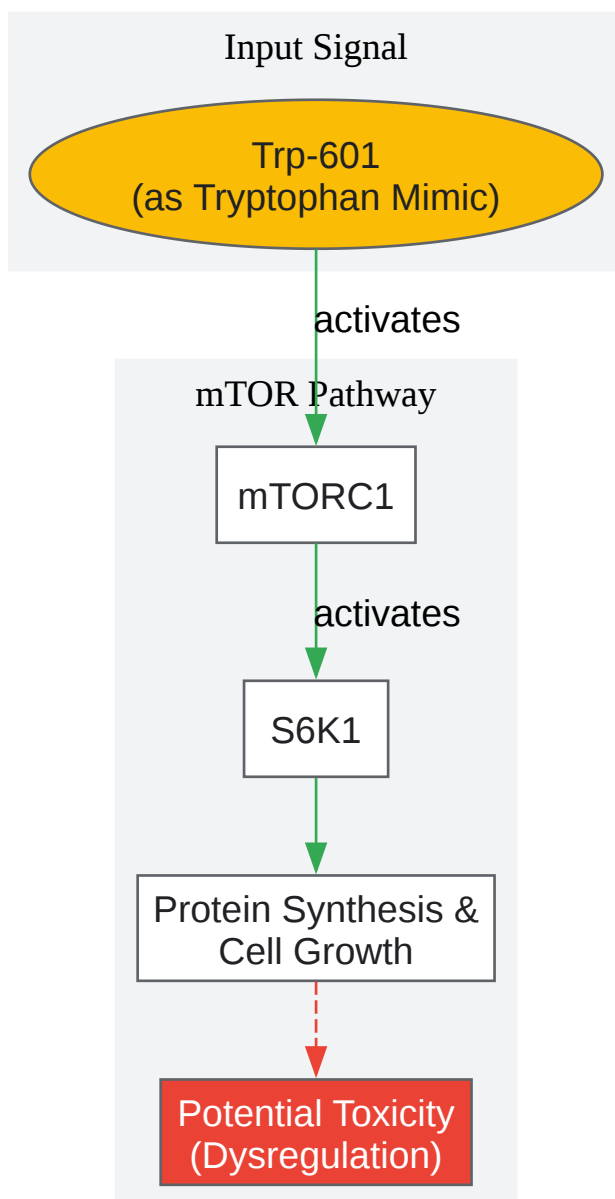 Input Signal
Trp-601
(as Tryptophan Mimic)
activates
mTOR Pathway
mTORC1
activates
S6K1
Protein Synthesis &
Cell Growth
Potential Toxicity
(Dysregulation)